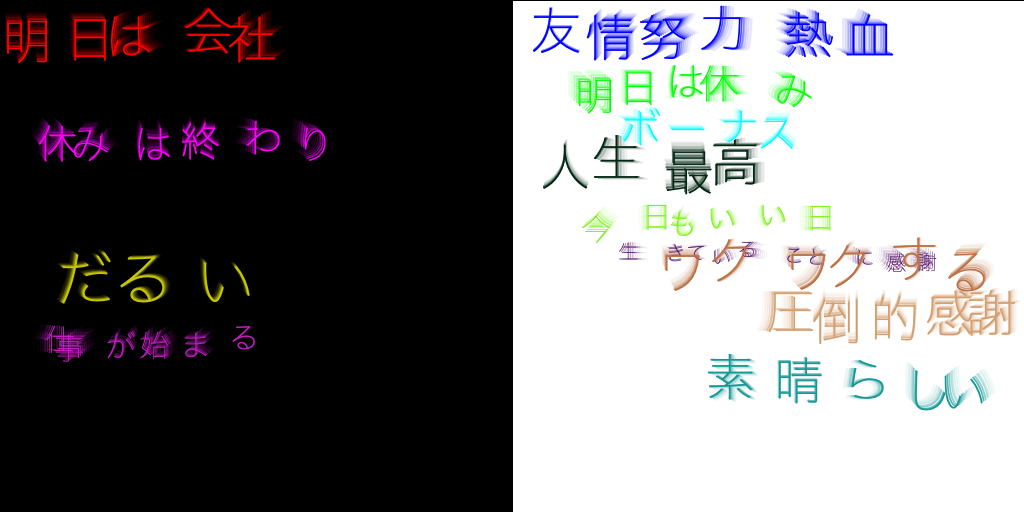 明日は会社
休みは終わり
だるい
仕事が始まる
友情努力熱血
明日は休み
ボーナス
人生最高
今日もいい日
生きていることに感謝
ワクワクする
圧倒的感謝
素晴らしい